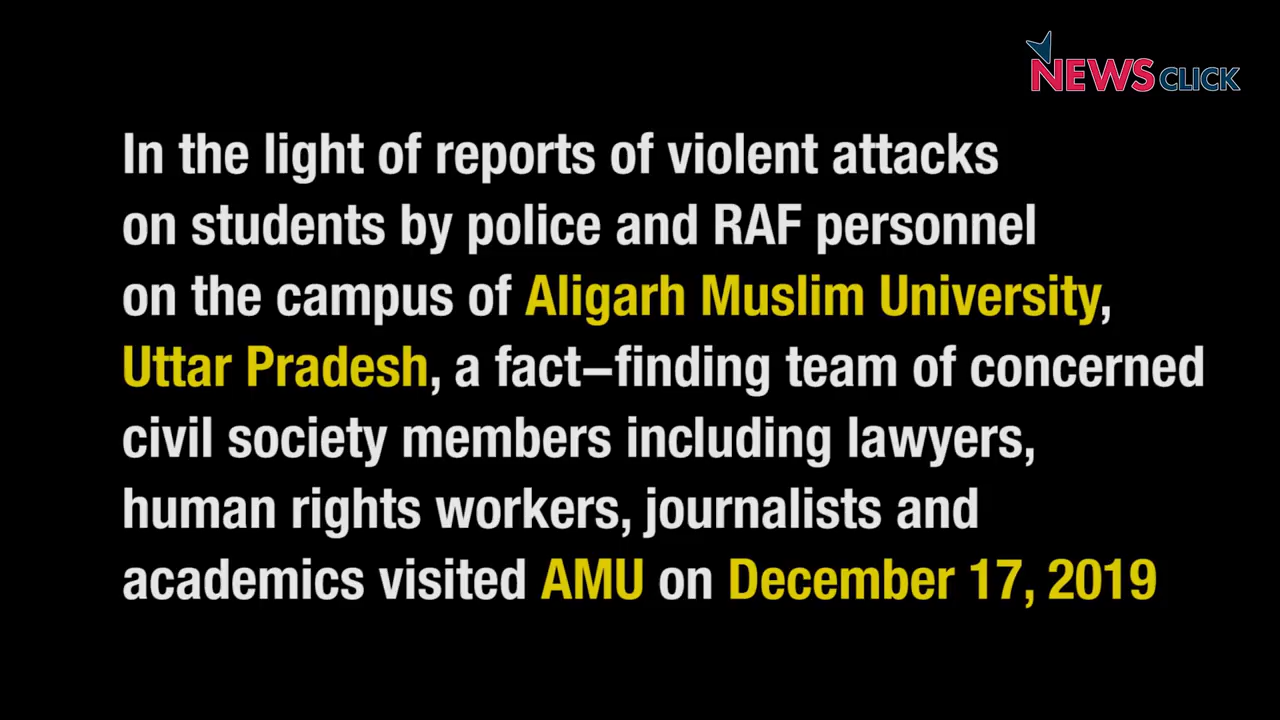 NEWSCLICK
In the light of reports of violent attacks
on students by police and RAF personnel
on the campus of Aligarh Muslim University,
Uttar Pradesh, a fact–finding team of concerned
civil society members including lawyers,
human rights workers, journalists and
academics visited AMU on December 17, 2019